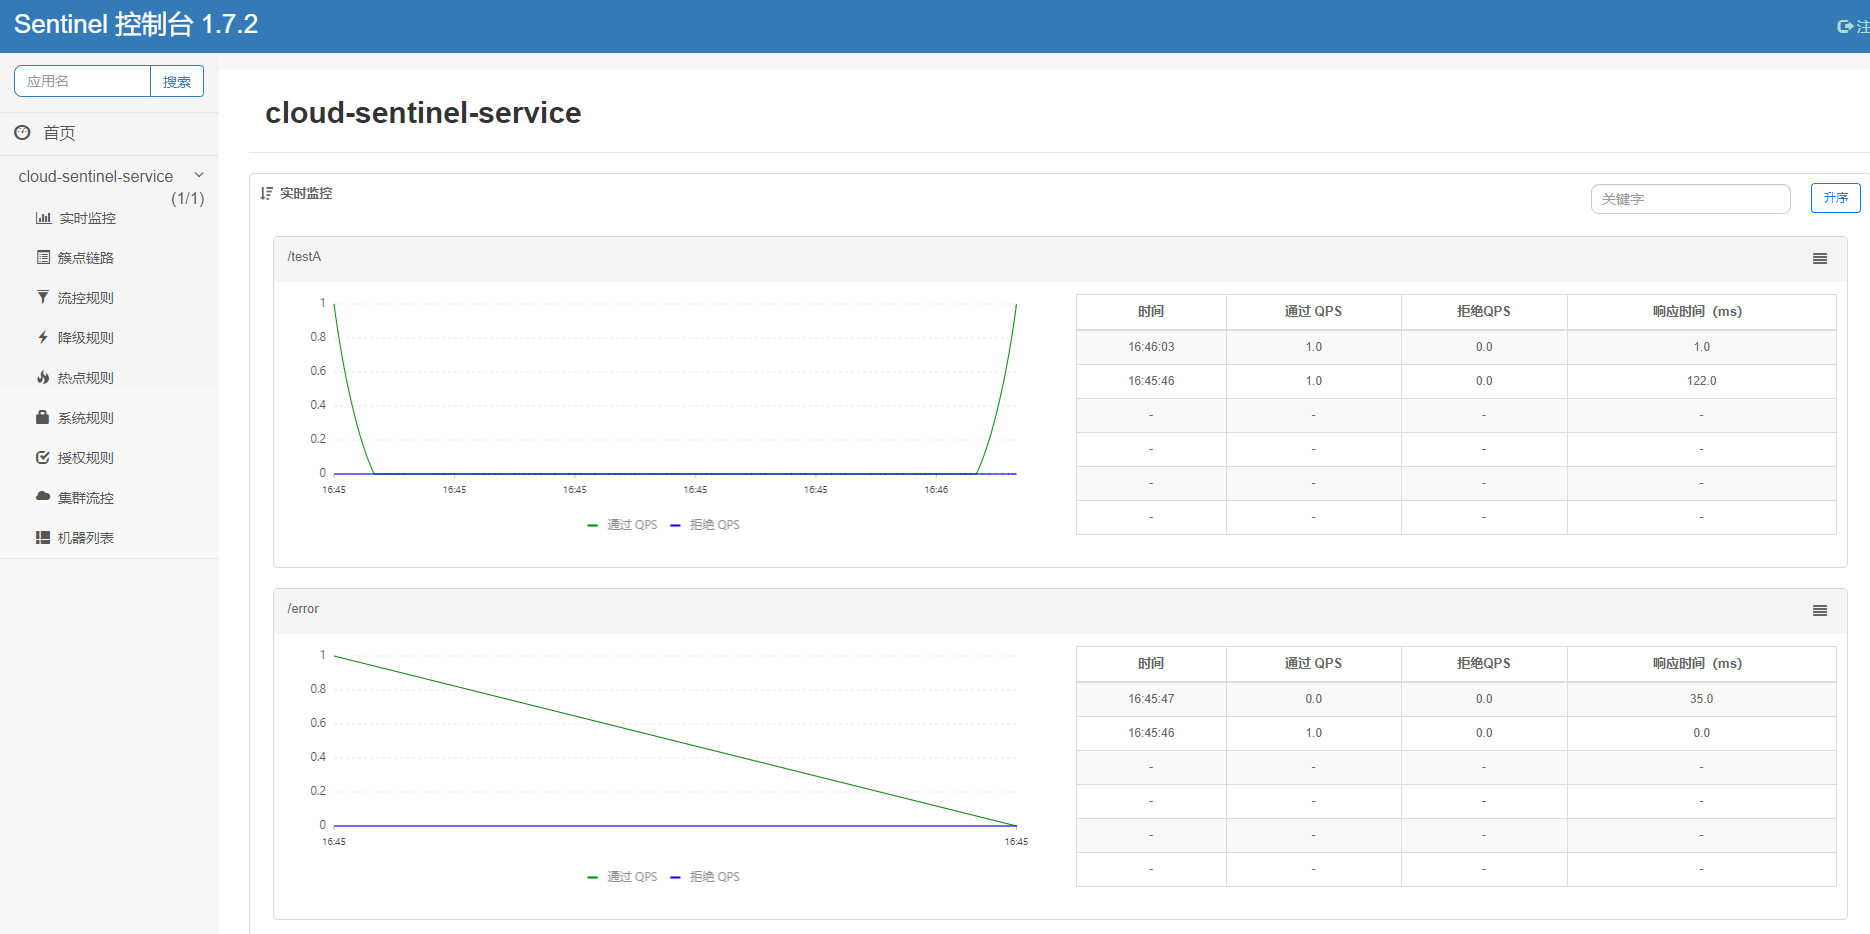 Sentinel 控制台 1.7.2
注
应用名 搜索
首页
cloud-sentinel-service
(1/1)
实时监控
簇点链路
流控规则
降级规则
热点规则
系统规则
授权规则
集群流控
机器列表
cloud-sentinel-service
实时监控 关键字 升序
/testA
1
0.8
0.6
0.4
0.2
0
16:45 16:45 16:45 16:45 16:45 16:46
通过 QPS 拒绝 QPS
时间 通过 QPS 拒绝QPS 响应时间（ms）
16:46:03 1.0 0.0 1.0
16:45:46 1.0 0.0 122.0
- - - -
- - - -
- - - -
- - - -
/error
1
0.8
0.6
0.4
0.2
0
16:45 16:45
通过 QPS 拒绝 QPS
时间 通过 QPS 拒绝QPS 响应时间（ms）
16:45:47 0.0 0.0 35.0
16:45:46 1.0 0.0 0.0
- - - -
- - - -
- - - -
- - - -